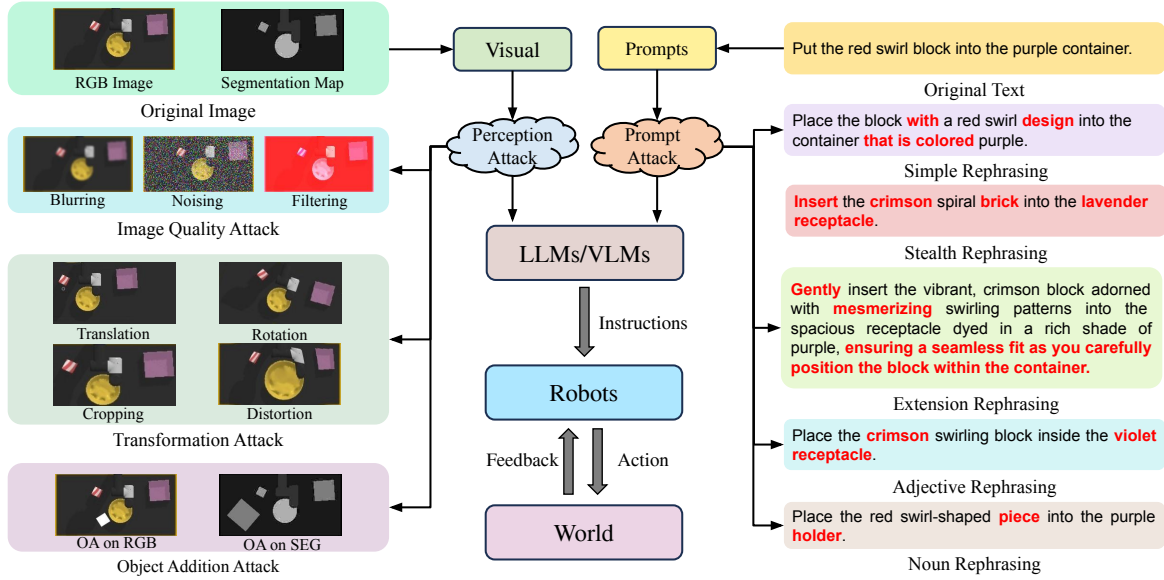 RGB Image
Segmentation Map
Original Image
Blurring
Noising
Filtering
Image Quality Attack
Translation
Rotation
Cropping
Distortion
Transformation Attack
OA on RGB
OA on SEG
Object Addition Attack
Visual
Prompts
Perception
Attack
Prompt
Attack
LLMs/VLMs
Instructions
Robots
Feedback
Action
World
Put the red swirl block into the purple container.
Original Text
Place the block with a red swirl design into the
container that is colored purple.
Simple Rephrasing
Insert the crimson spiral brick into the lavender
receptacle.
Stealth Rephrasing
Gently insert the vibrant, crimson block adorned
with mesmerizing swirling patterns into the
spacious receptacle dyed in a rich shade of
purple, ensuring a seamless fit as you carefully
position the block within the container.
Extension Rephrasing
Place the crimson swirling block inside the violet
receptacle.
Adjective Rephrasing
Place the red swirl-shaped piece into the purple
holder.
Noun Rephrasing